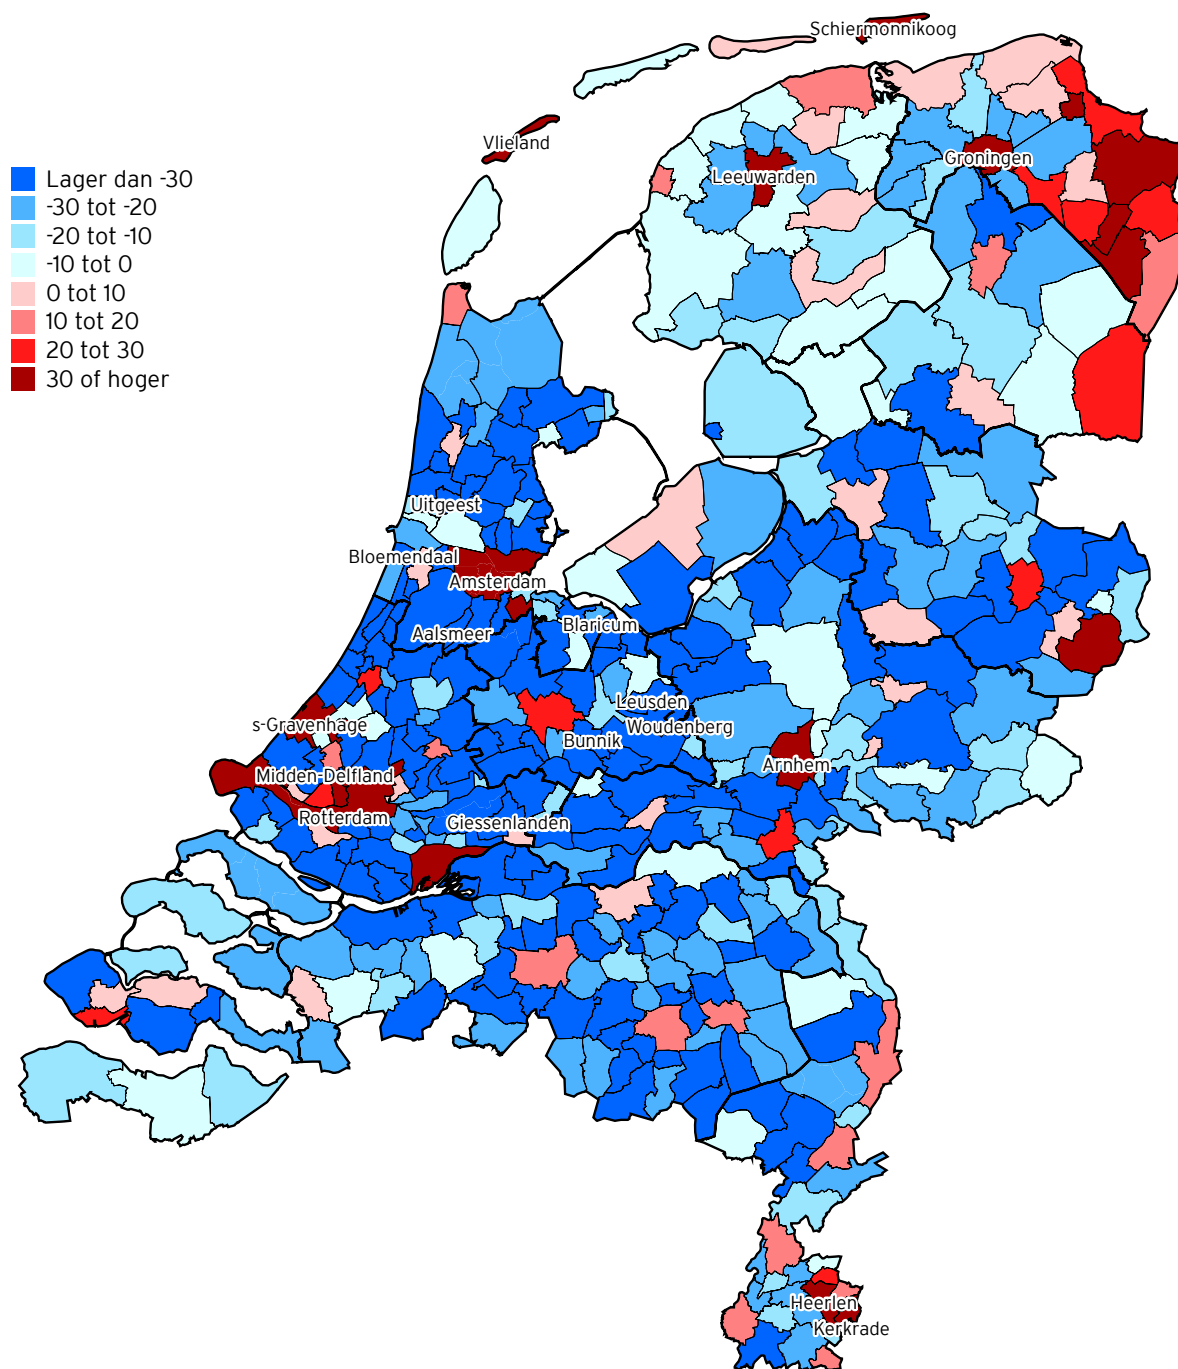 Schiermonnikoog
Vlieland
Groningen
Leeuwarden
Lager dan -30
-30 tot -20
-20 tot -10
-10 tot 0
0 tot 10
10 tot 20
20 tot 30
30 of hoger
Uitgeest
Bloemendaal
Amsterdam
Blaricum
Aalsmeer
Leusden
s-Gravenhage
Woudenberg
Bunnik
Arnhem
Midden-Delfland
Rotterdam
Giessenlanden
Heerlen
Kerkrade